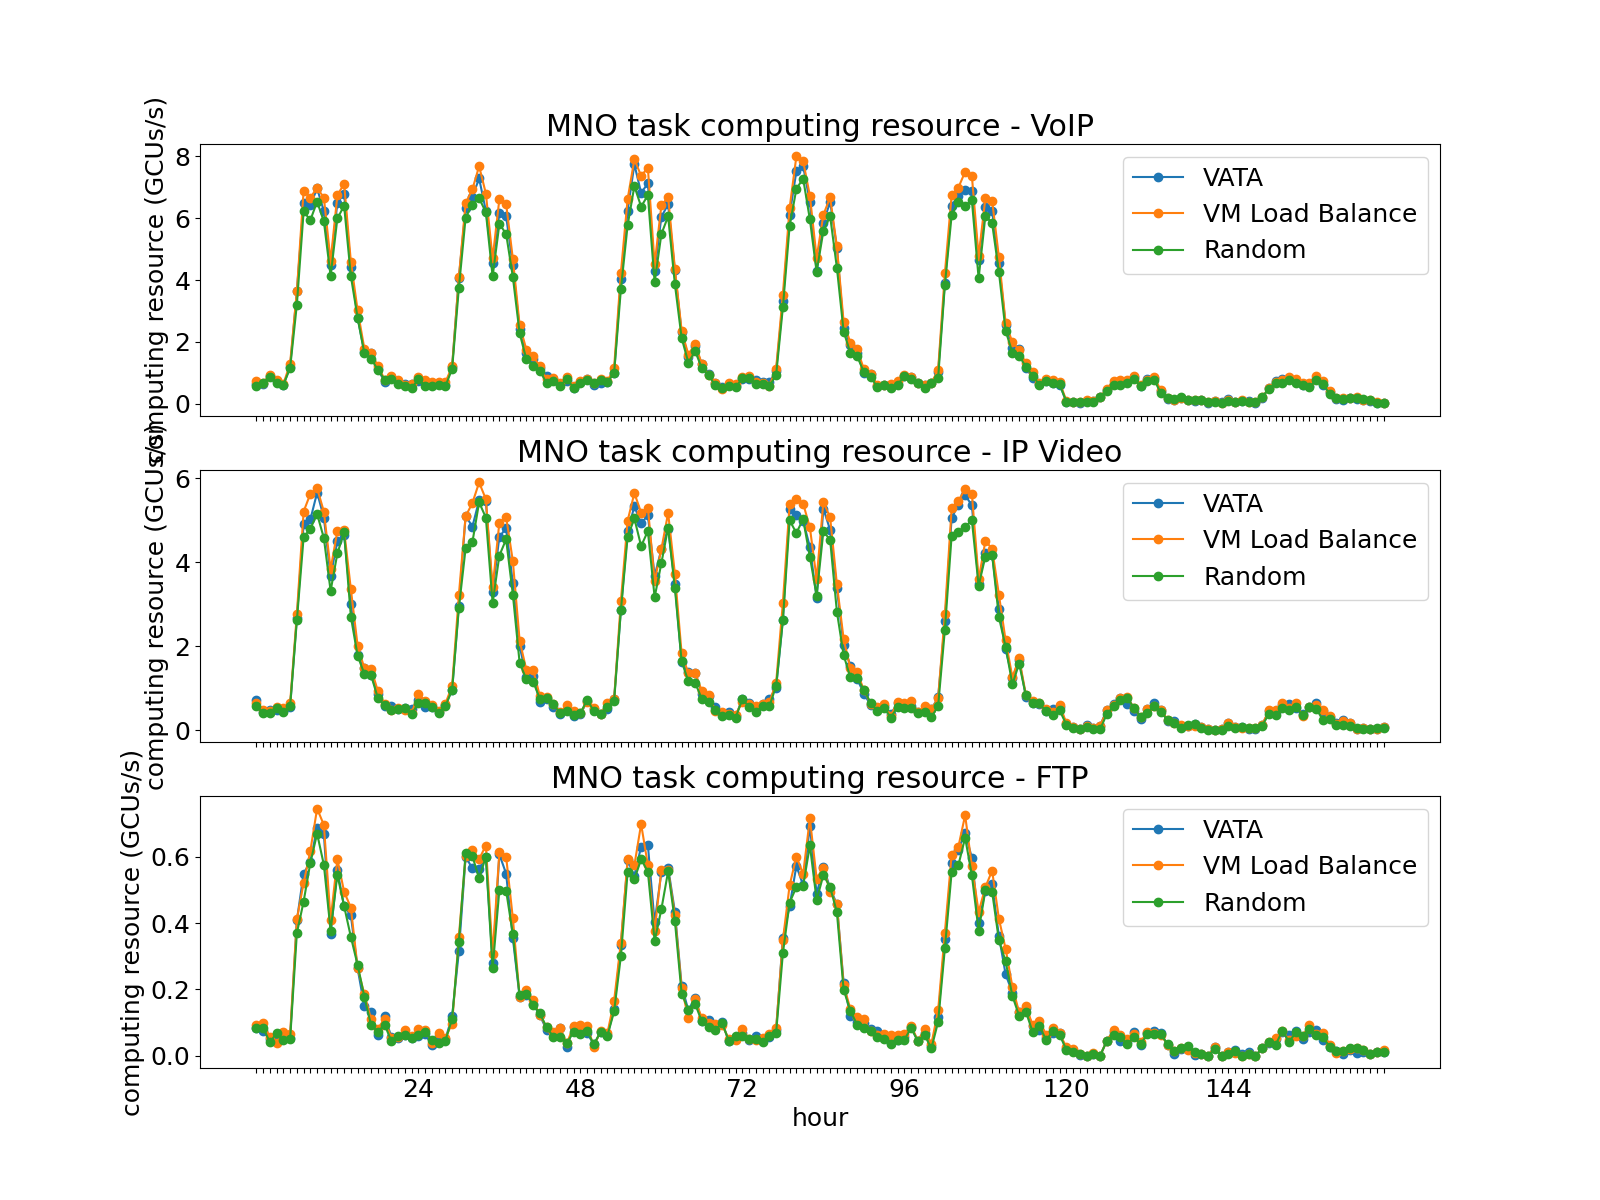 MNO task computing resource - VoIP
computing resource (GCUs/s)
8
6
4
2
0
VATA
VM Load Balance
Random
MNO task computing resource - IP Video
computing resource (GCUs/s)
6
4
2
0
VATA
VM Load Balance
Random
MNO task computing resource - FTP
computing resource (GCUs/s)
0.6
0.4
0.2
0.0
VATA
VM Load Balance
Random
24 48 72 96 120 144
hour